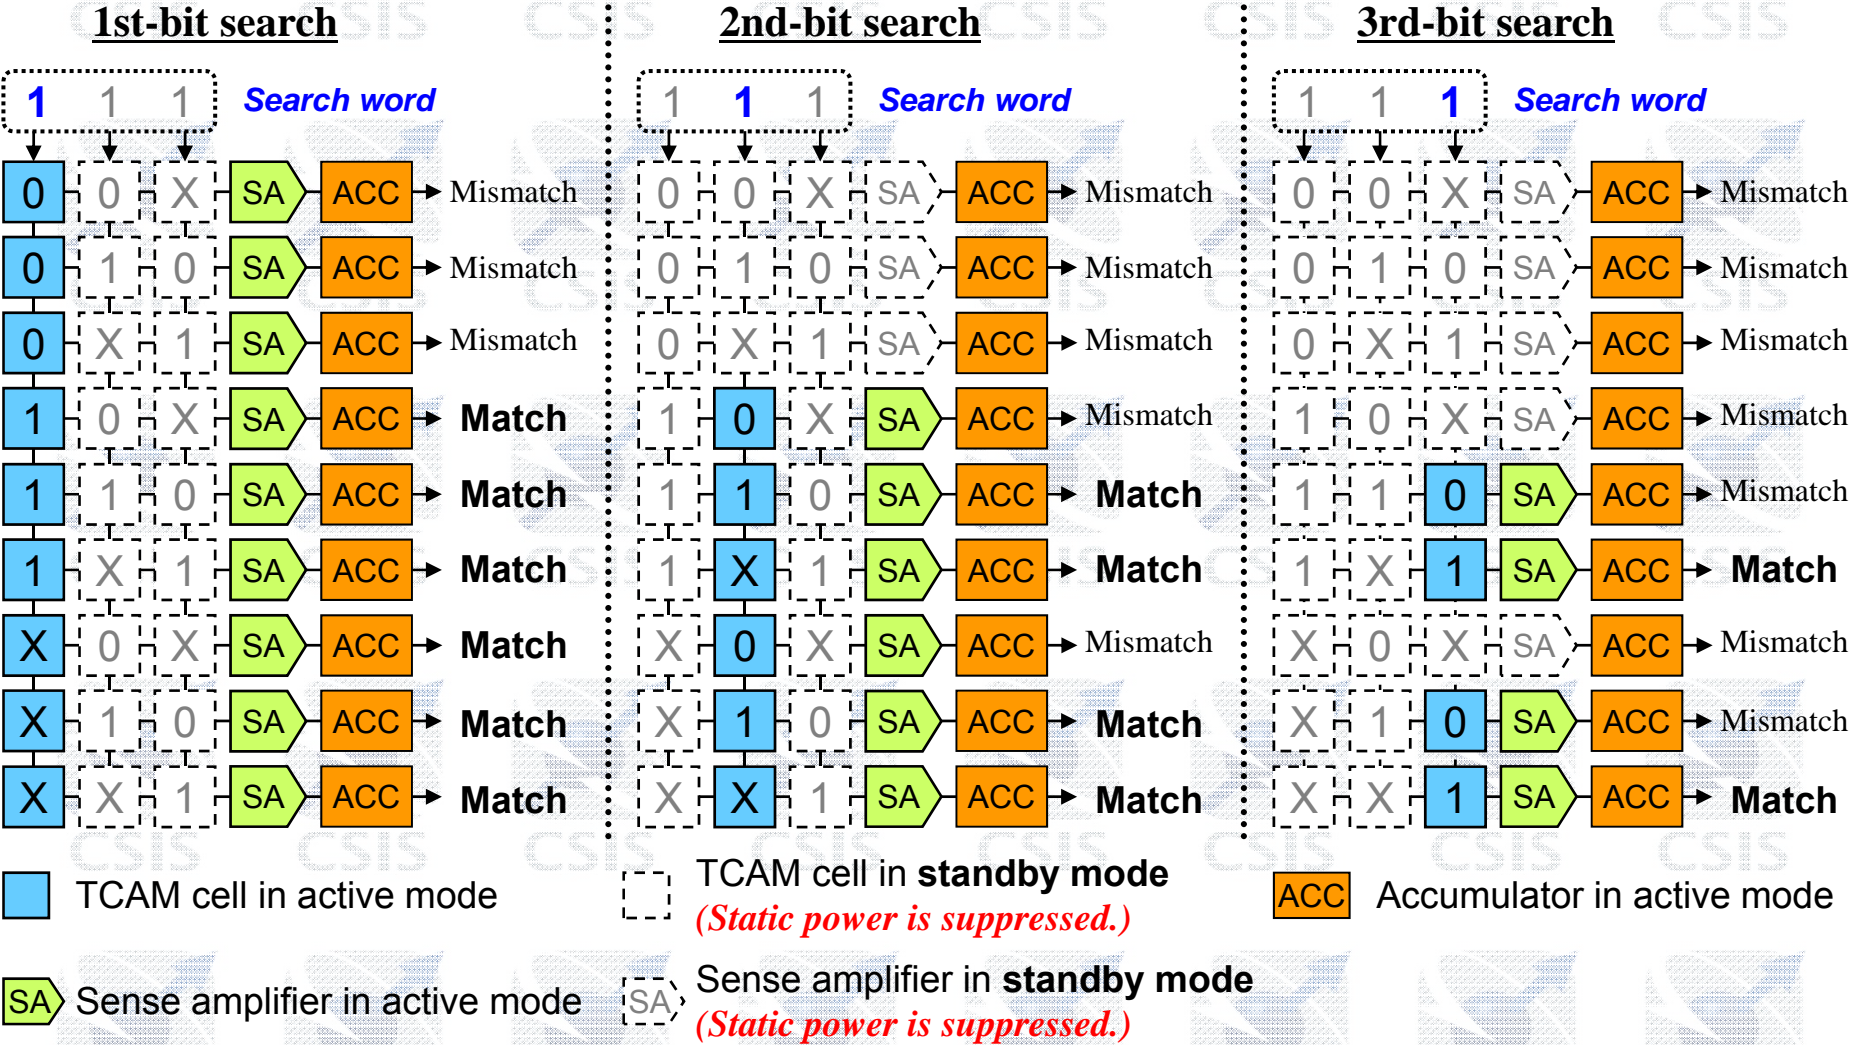 1st-bit search 2nd-bit search 3rd-bit search
1 1 1 Search word 1 1 1 Search word 1 1 1 Search word
0 0 X SA ACC Mismatch 0 0 X SA ACC Mismatch 0 0 X SA ACC Mismatch
0 1 0 SA ACC Mismatch 0 1 0 SA ACC Mismatch 0 1 0 SA ACC Mismatch
0 X 1 SA ACC Mismatch 0 X 1 SA ACC Mismatch 0 X 1 SA ACC Mismatch
1 0 X SA ACC Match 1 0 X SA ACC Mismatch 1 0 X SA ACC Mismatch
1 1 0 SA ACC Match 1 1 0 SA ACC Match 1 1 0 SA ACC Mismatch
1 X 1 SA ACC Match 1 X 1 SA ACC Match 1 X 1 SA ACC Match
X 0 X SA ACC Match X 0 X SA ACC Mismatch X 0 X SA ACC Mismatch
X 1 0 SA ACC Match X 1 0 SA ACC Match X 1 0 SA ACC Mismatch
X X 1 SA ACC Match X X 1 SA ACC Match X X 1 SA ACC Match
CSIS CSIS CSIS CSIS CSIS CSIS CSIS CSIS
TCAM cell in active mode
TCAM cell in standby mode
(Static power is suppressed.)
ACC Accumulator in active mode
SA Sense amplifier in active mode
SA Sense amplifier in standby mode
(Static power is suppressed.)